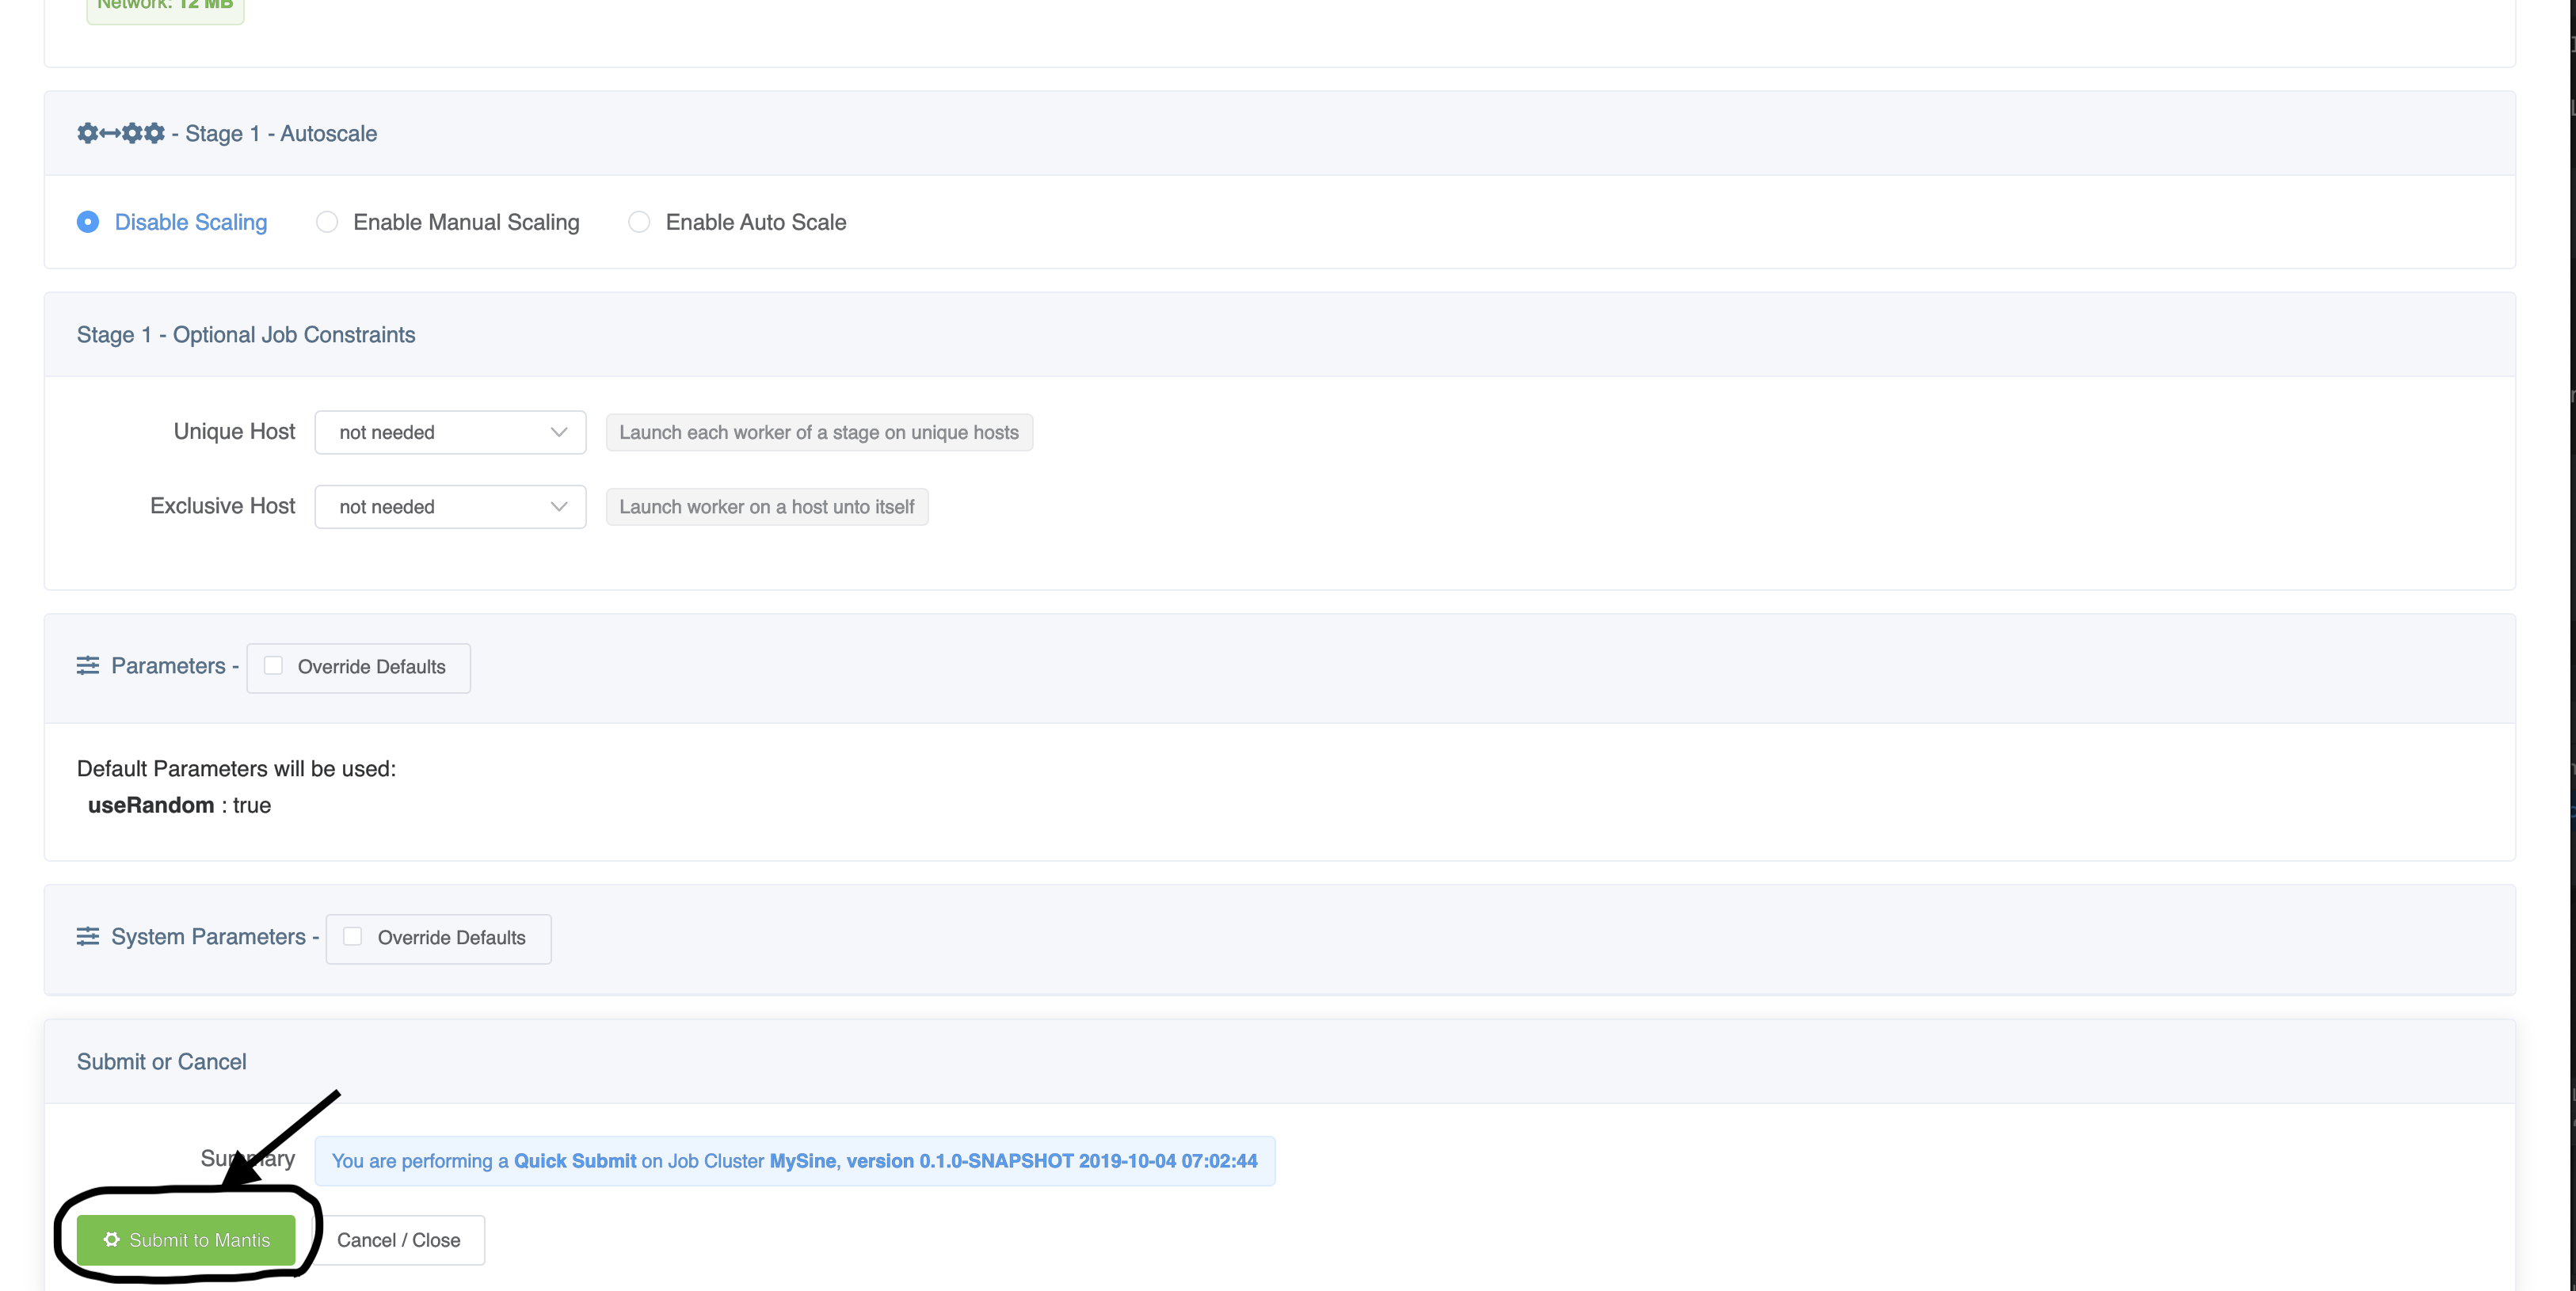 Network: 12 MB
- Stage 1 - Autoscale
Disable Scaling Enable Manual Scaling Enable Auto Scale
Stage 1 - Optional Job Constraints
Unique Host not needed Launch each worker of a stage on unique hosts
Exclusive Host not needed Launch worker on a host unto itself
Parameters - Override Defaults
Default Parameters will be used:
useRandom : true
System Parameters - Override Defaults
Submit or Cancel
Summary You are performing a Quick Submit on Job Cluster MySine, version 0.1.0-SNAPSHOT 2019-10-04 07:02:44
Submit to Mantis Cancel / Close